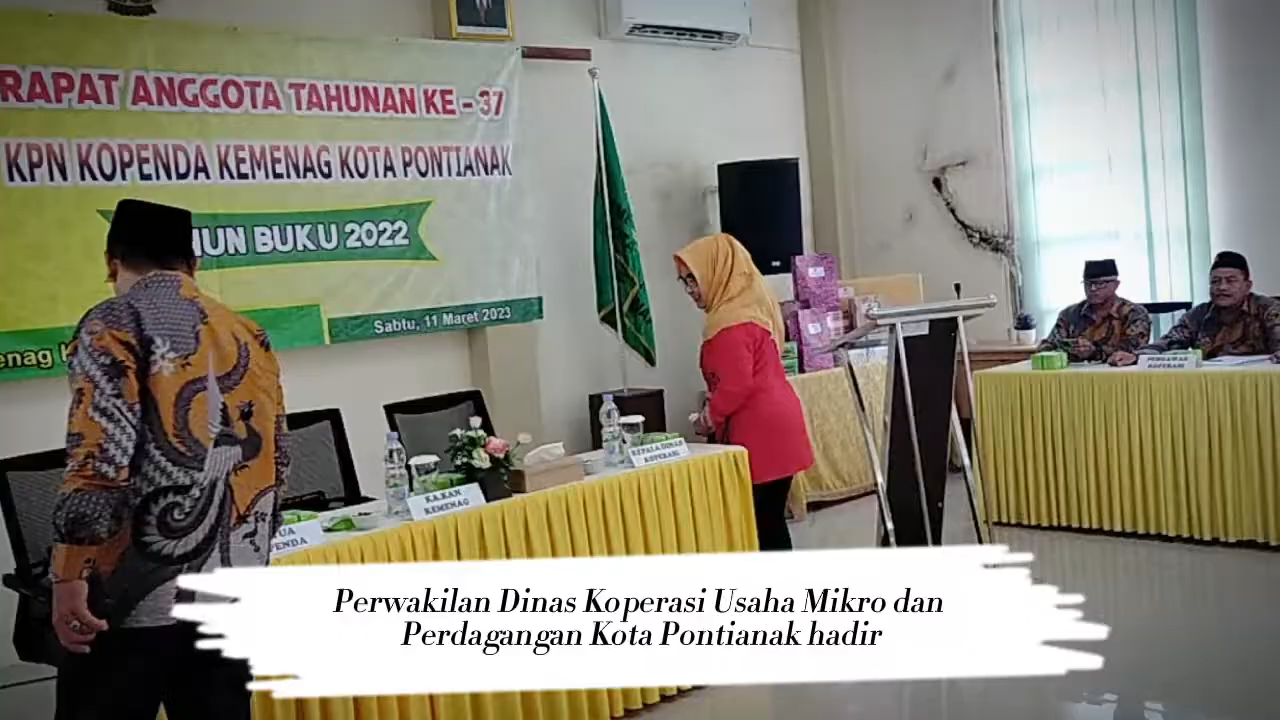 RAPAT ANGGOTA TAHUNAN KE - 37
KPN KOPENDA KEMENAG KOTA PONTIANAK
BUKU 2022
Sabtu, 11 Maret 2023
KEPALA DINAS
KOPERASI
KA.KAN
KEMENAG
PENGAWAS
KOPERASI
Perwakilan Dinas Koperasi Usaha Mikro dan
Perdagangan Kota Pontianak hadir